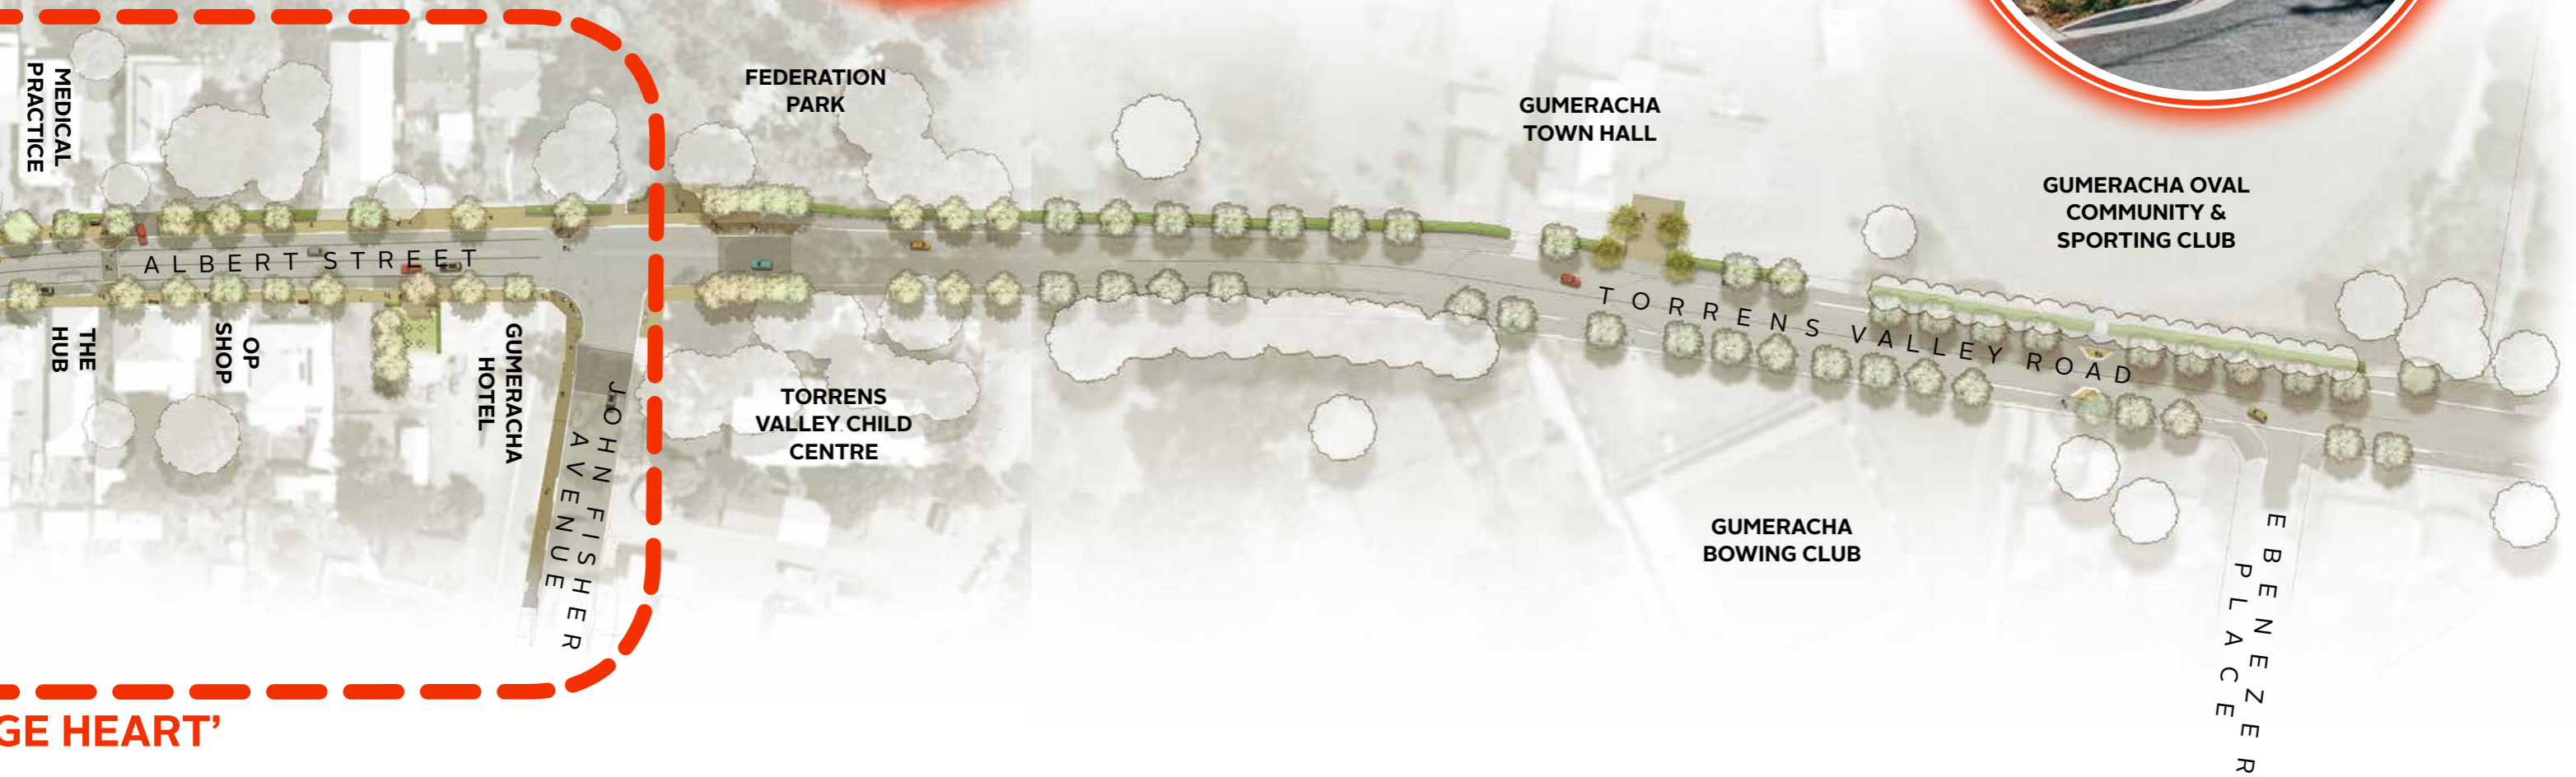 MEDICAL
PRACTICE
FEDERATION
PARK
GUMERACHA
TOWN HALL
GUMERACHA OVAL
COMMUNITY &
SPORTING CLUB
ALBERT STREET
TORRENS VALLEY ROAD
THE
HUB
OP
SHOP
GUMERACHA
HOTEL
JOHN FISHER
AVENUE
TORRENS
VALLEY CHILD
CENTRE
GUMERACHA
BOWING CLUB
EBENEZER
PLACE
GE HEART’